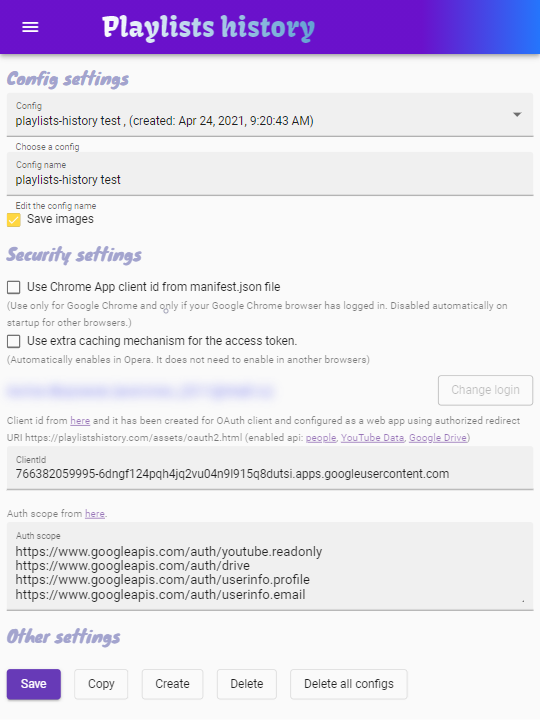 Playlists history
Config settings
Config
playlists-history test , (created: Apr 24, 2021, 9:20:43 AM)
Choose a config
Config name
playlists-history test
Edit the config name
Save images
Security settings
Use Chrome App client id from manifest.json file
(Use only for Google Chrome and only if your Google Chrome browser has logged in. Disabled automatically on
startup for other browsers.)
Use extra caching mechanism for the access token.
(Automatically enables in Opera. It does not need to enable in another browsers)
Change login
Client id from here and it has been created for OAuth client and configured as a web app using authorized redirect
URI https://playlistshistory.com/assets/oauth2.html (enabled api: people, YouTube Data, Google Drive)
ClientId
766382059995-6dngf124pqh4jq2vu04n9l915q8dutsi.apps.googleusercontent.com
Auth scope from here.
Auth scope
https://www.googleapis.com/auth/youtube.readonly
https://www.googleapis.com/auth/drive
https://www.googleapis.com/auth/userinfo.profile
https://www.googleapis.com/auth/userinfo.email
Other settings
Save Copy Create Delete Delete all configs